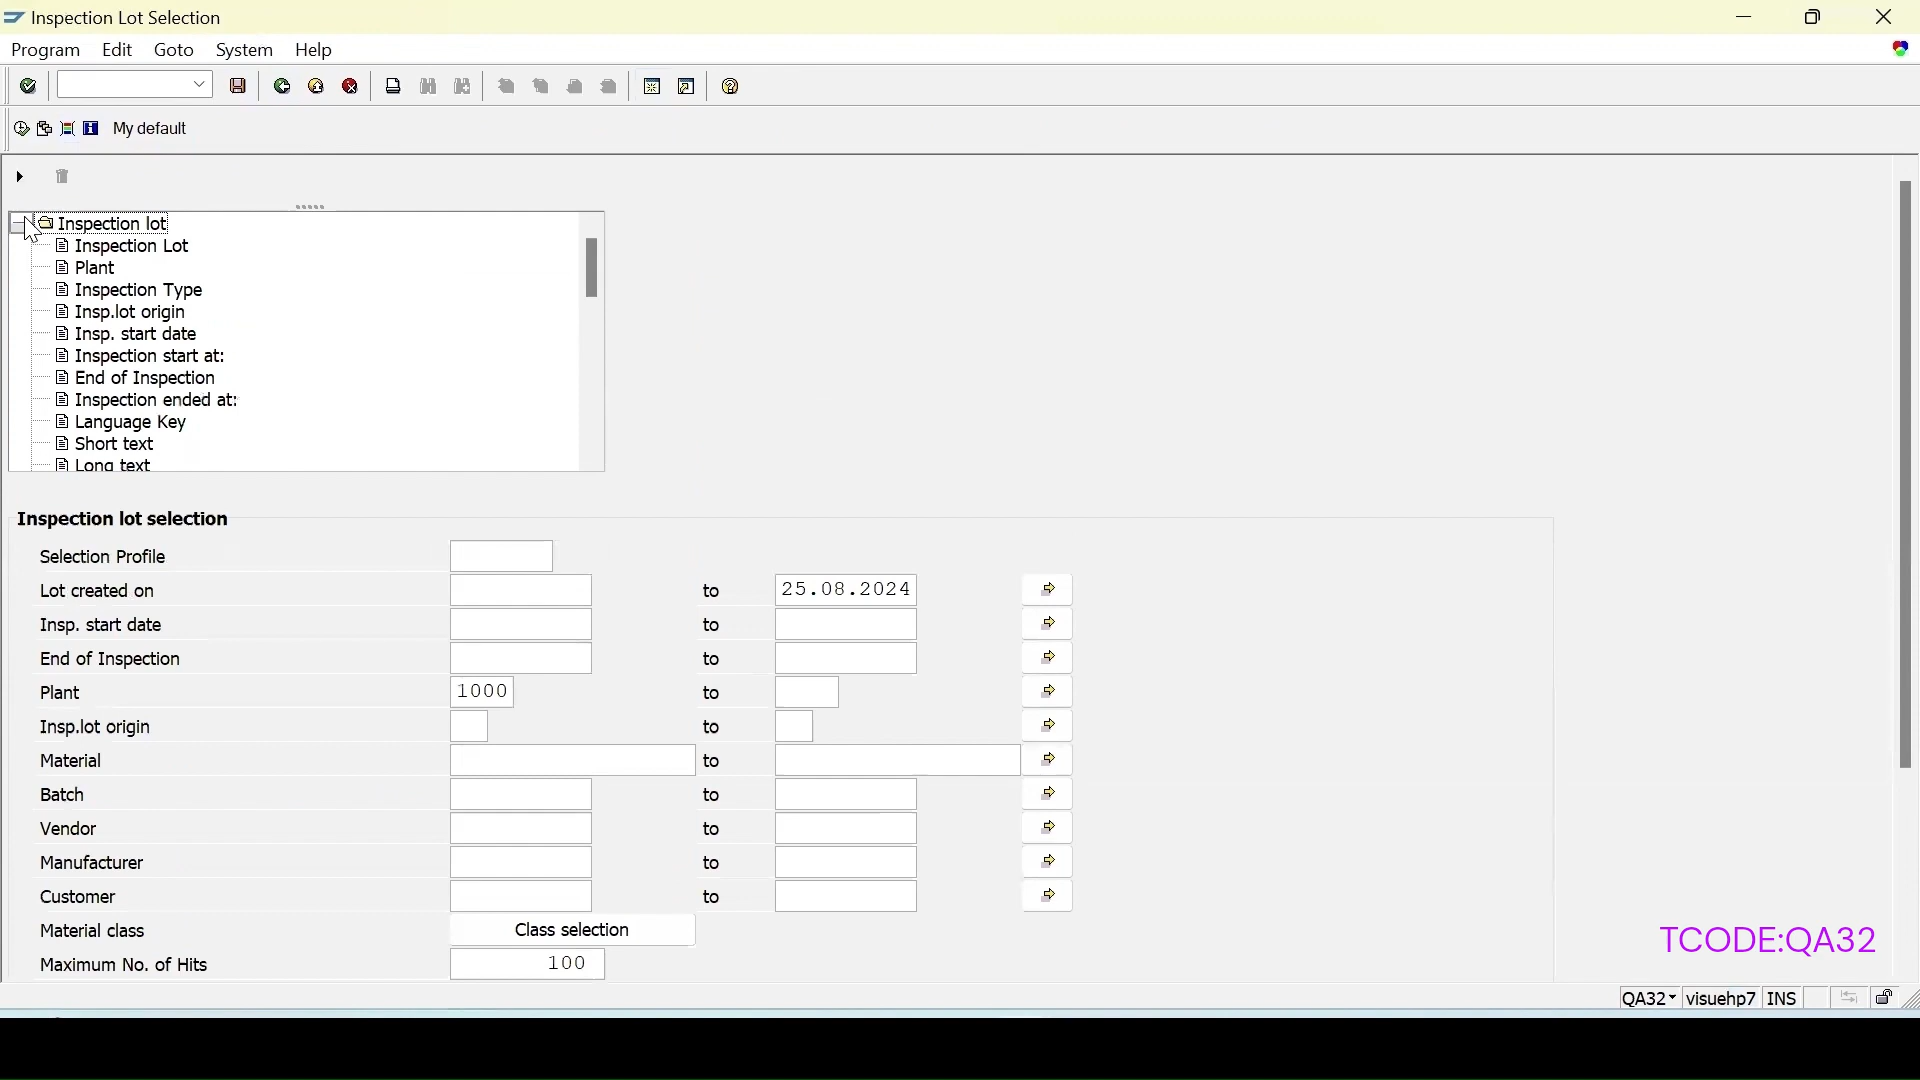 Inspection Lot Selection
Program Edit Goto System Help
My default
Inspection lot
Inspection Lot
Plant
Inspection Type
Insp.lot origin
Insp. start date
Inspection start at:
End of Inspection
Inspection ended at:
Language Key
Short text
Long text
Inspection lot selection
Selection Profile
Lot created on to 25.08.2024
Insp. start date to
End of Inspection to
Plant 1000 to
Insp.lot origin to
Material to
Batch to
Vendor to
Manufacturer to
Customer to
Material class Class selection
Maximum No. of Hits 100
TCODE:QA32
QA32 visuehp7 INS